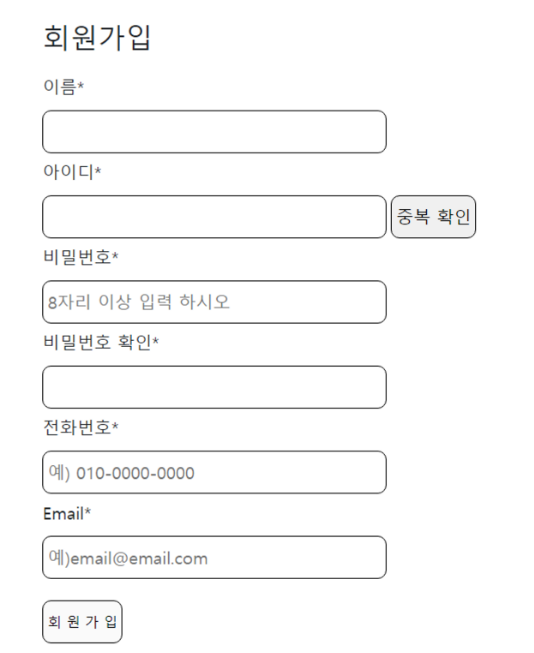 회원가입
이름*
아이디*
중복 확인
비밀번호*
8자리 이상 입력 하시오
비밀번호 확인*
전화번호*
예) 010-0000-0000
Email*
예)email@email.com
회 원 가 입